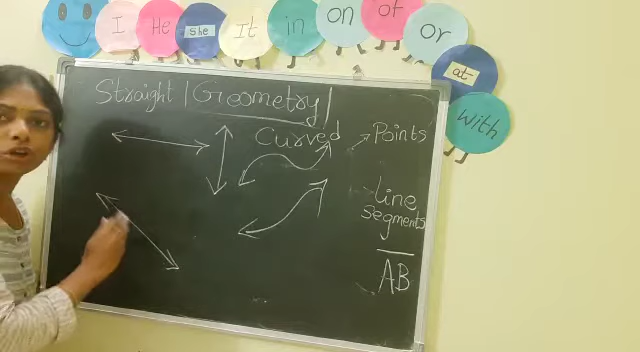 I He she It in on of or at with
Straight | Geometry |
Curved
Points
Line
segments
AB